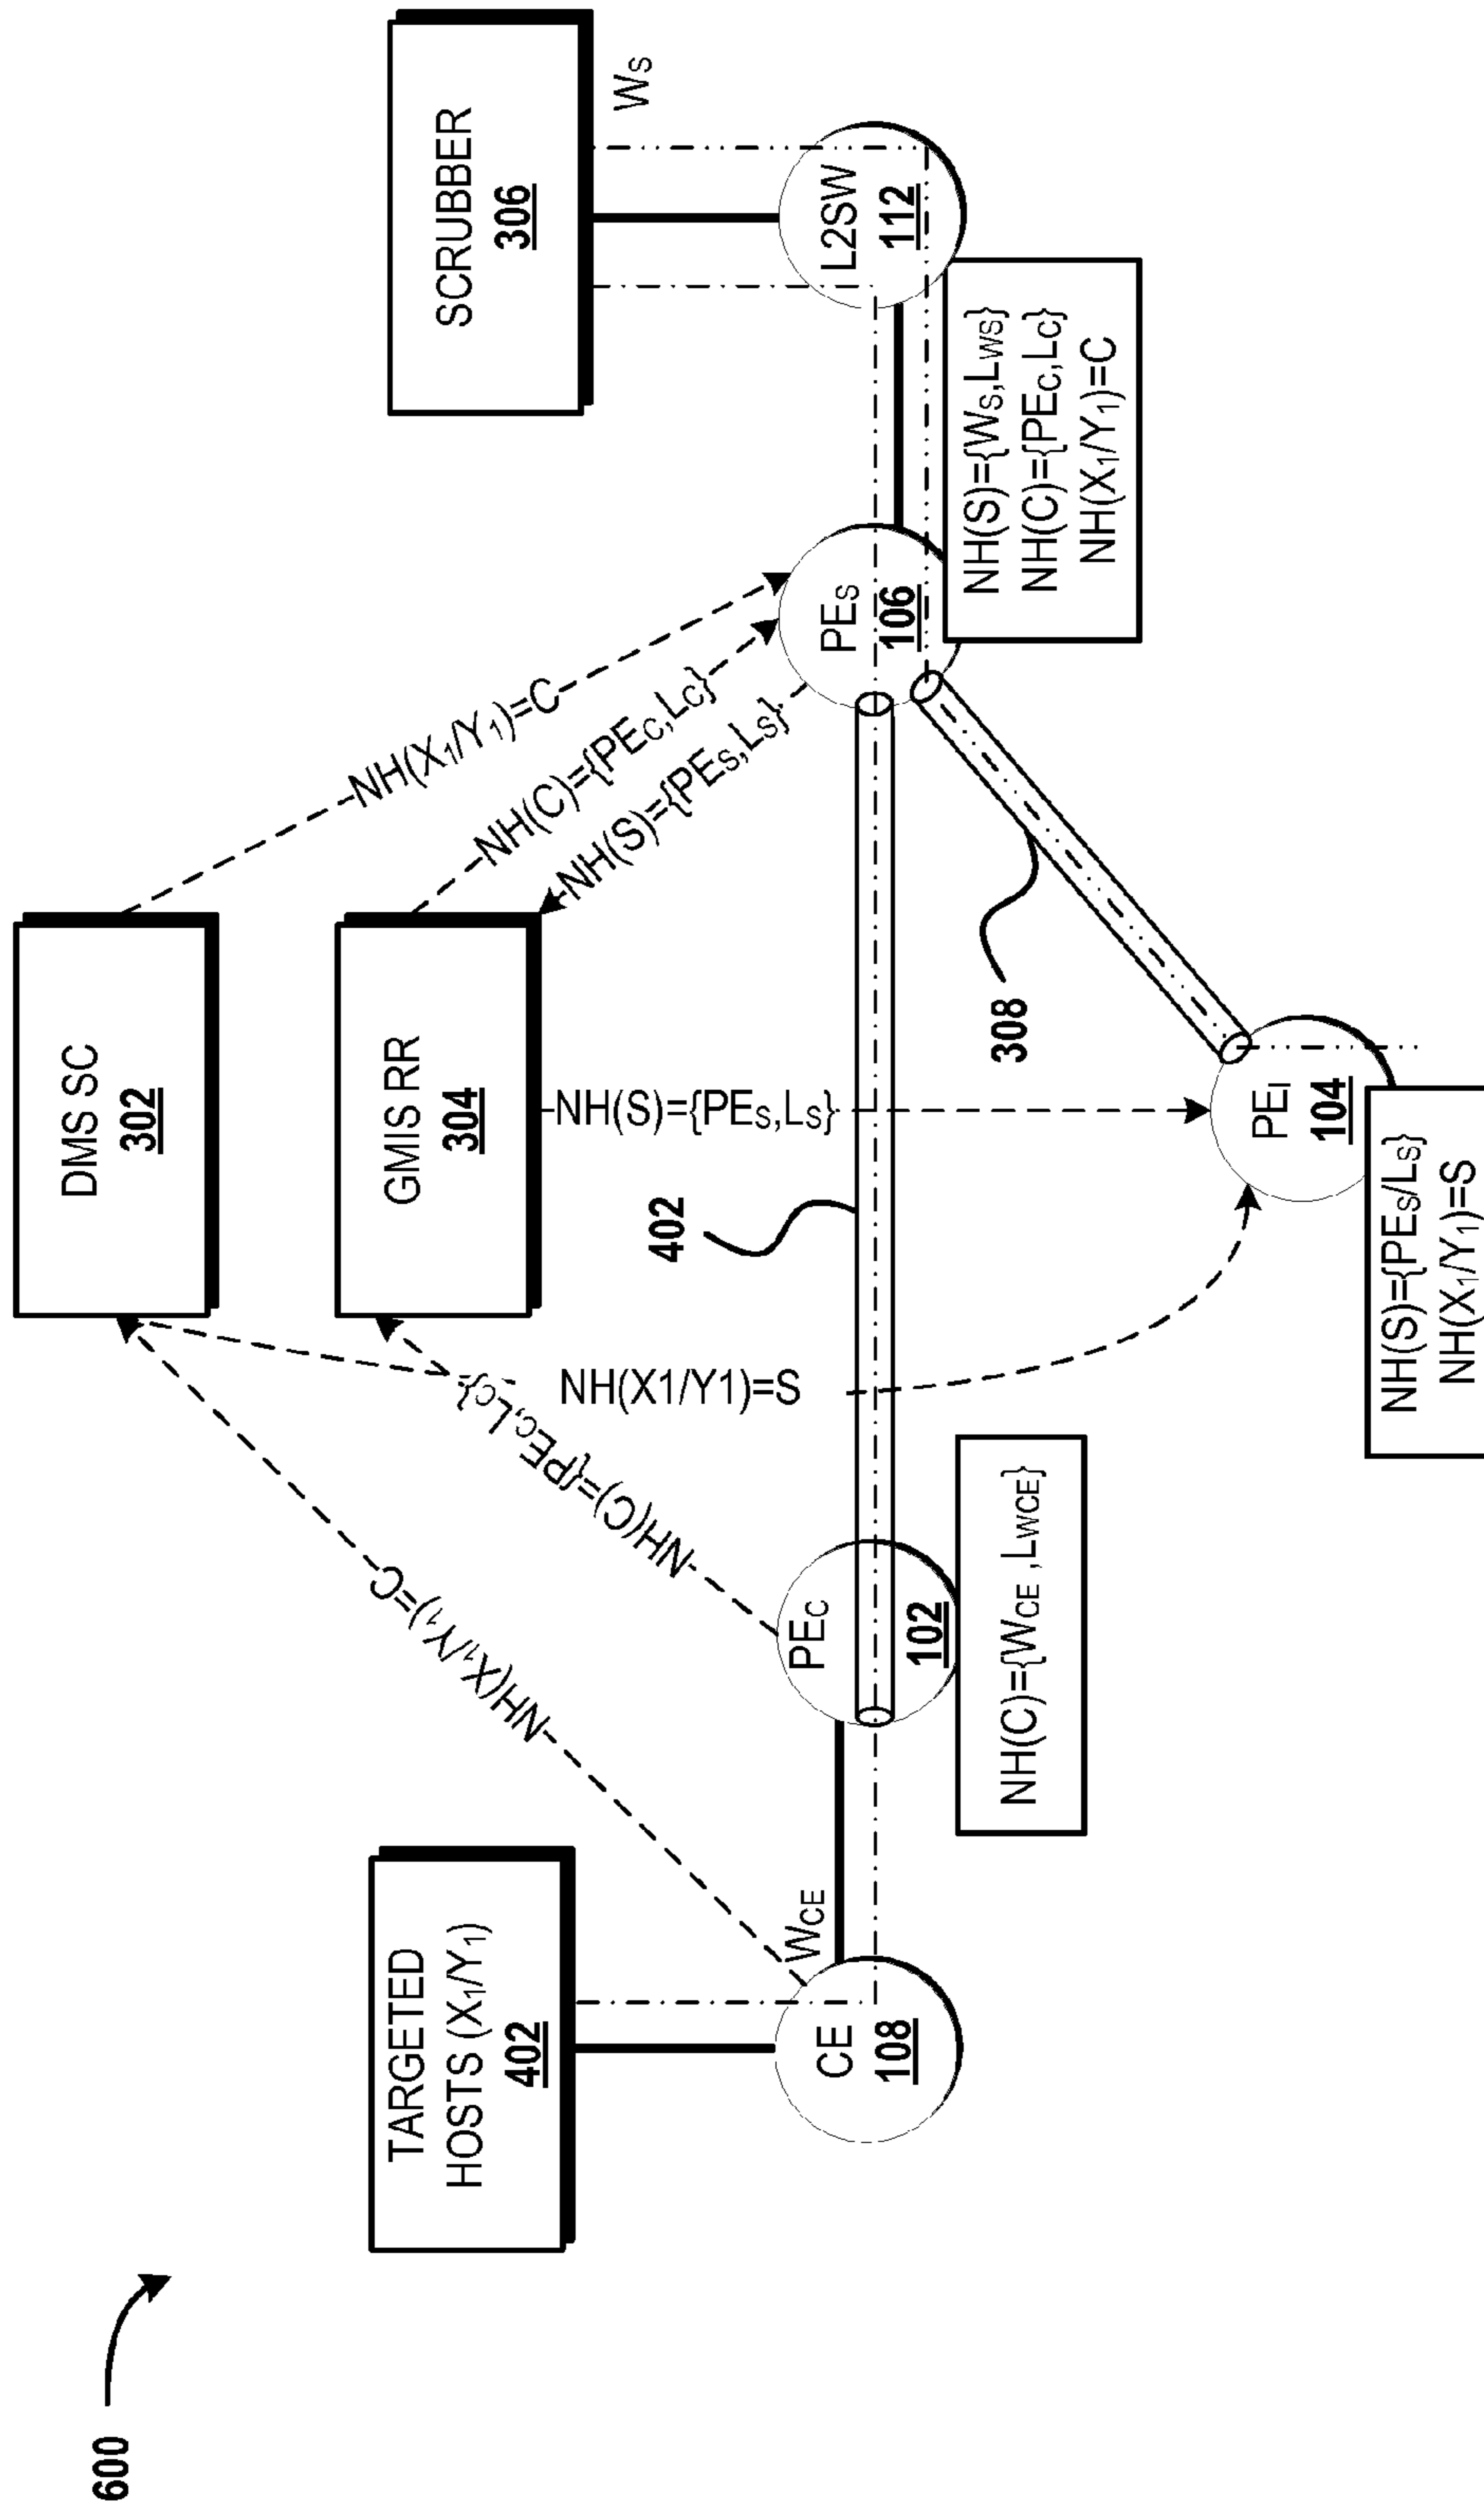 600
DMS SC
302
GMIS RR
304
SCRUBBER
306
TARGETED
HOSTS (X1/Y1)
402
NH(X1/Y1)=C
NH(X1/Y1)=C
NH(C)={PEC,LC}
NH(S)={PES,LS}
NH(C)={PEC,LC}
NH(S)={PES,LS}
NH(X1/Y1)=S
402
WS
WCE
CE
108
PEC
102
PES
106
L2SW
112
NH(C)={WCE ,LWCE}
NH(S)={WS,LWS}
NH(C)={PEC,LC}
NH(X1/Y1)=C
308
PEI
104
NH(S)={PES/LS}
NH(X1/Y1)=S